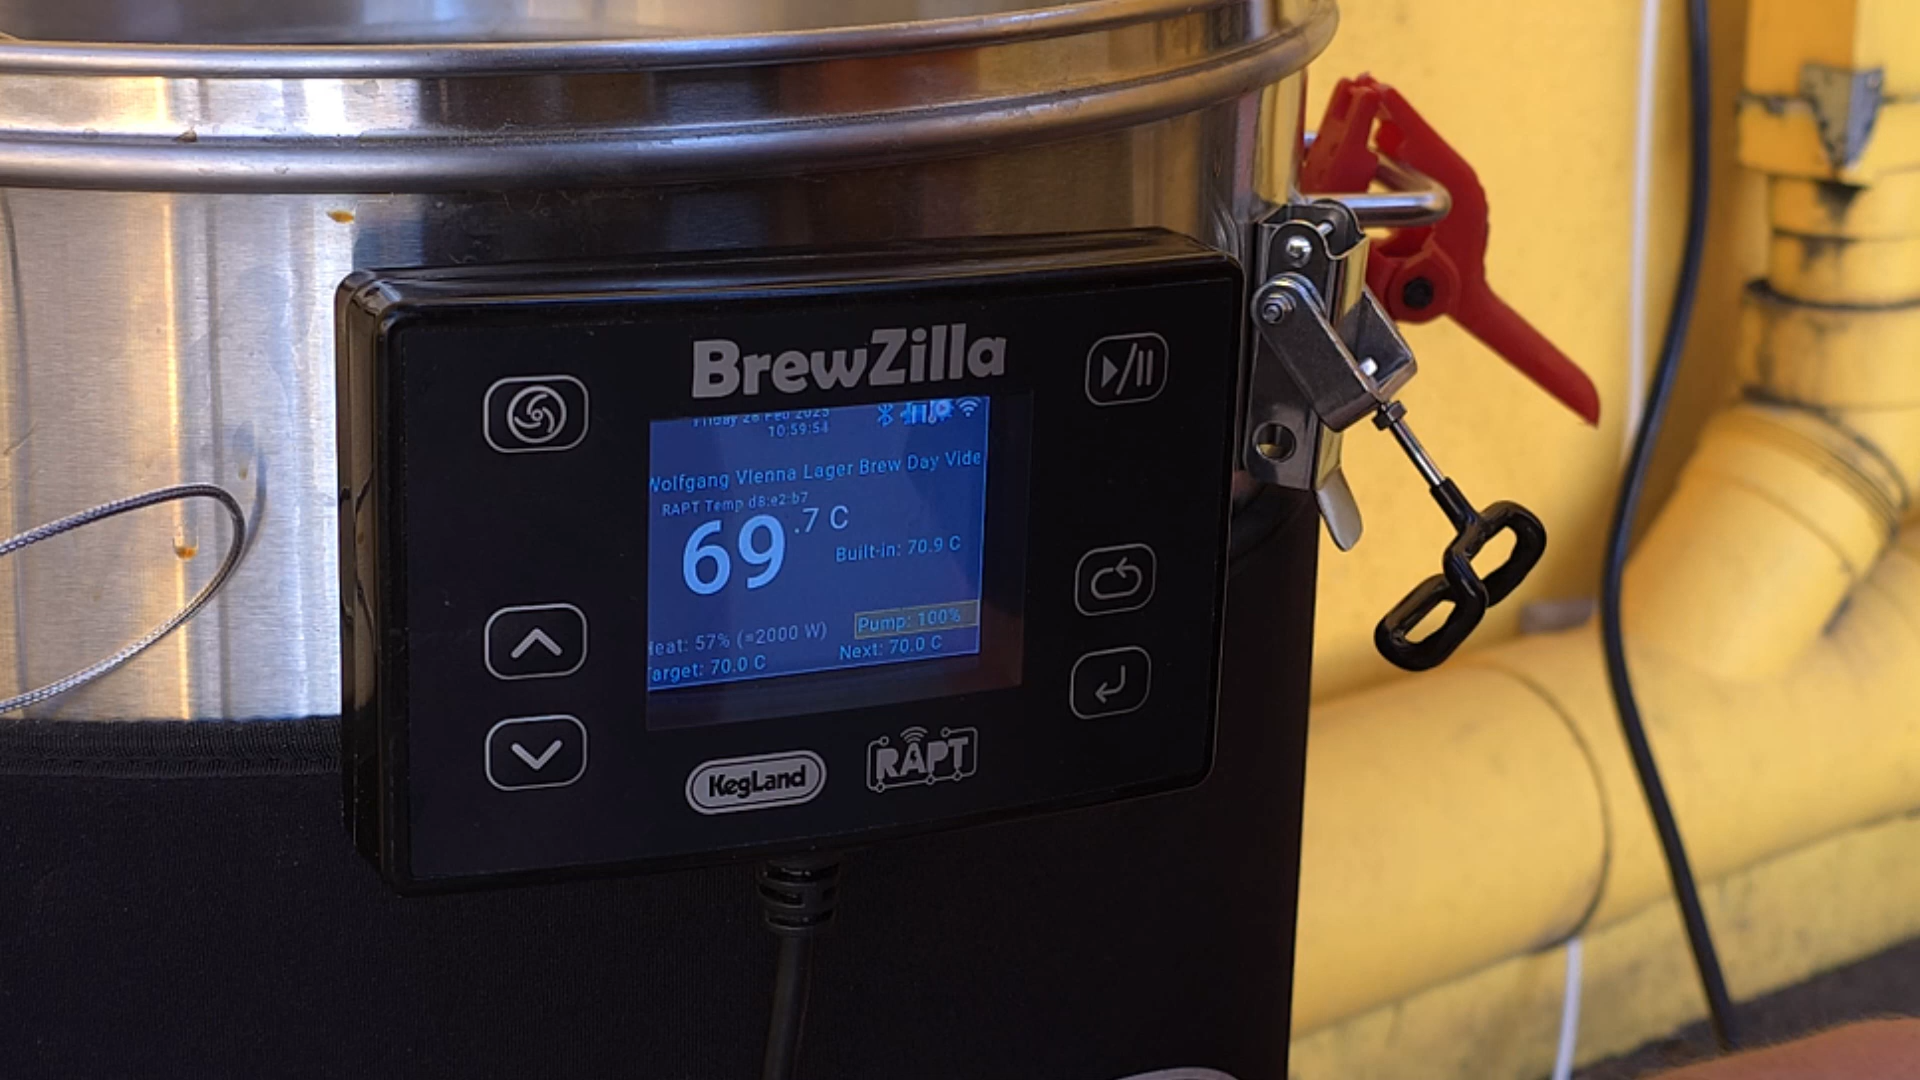 BrewZilla
Friday 28 Feb 2025
10:59:54
Wolfgang Vienna Lager Brew Day Vide
RAPT Temp d8:e2:b7
69.7 C
Built-in: 70.9 C
Heat: 57% (=2000 W)
Pump: 100%
Target: 70.0 C
Next: 70.0 C
KegLand
RAPT